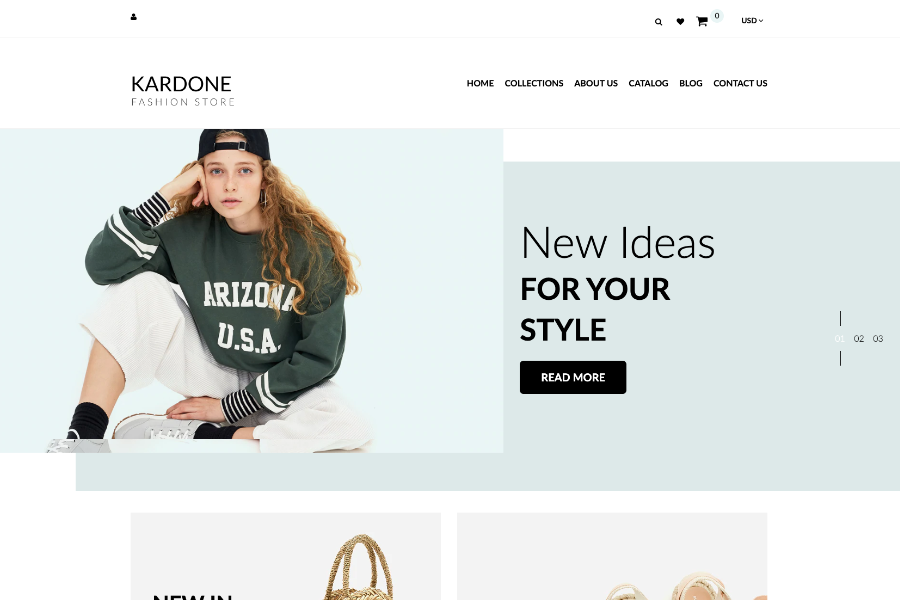 0
USD
KARDONE
FASHION STORE
HOME COLLECTIONS ABOUT US CATALOG BLOG CONTACT US
ARIZONA
U.S.A.
New Ideas
FOR YOUR
STYLE
READ MORE
01 02 03
NEW IN